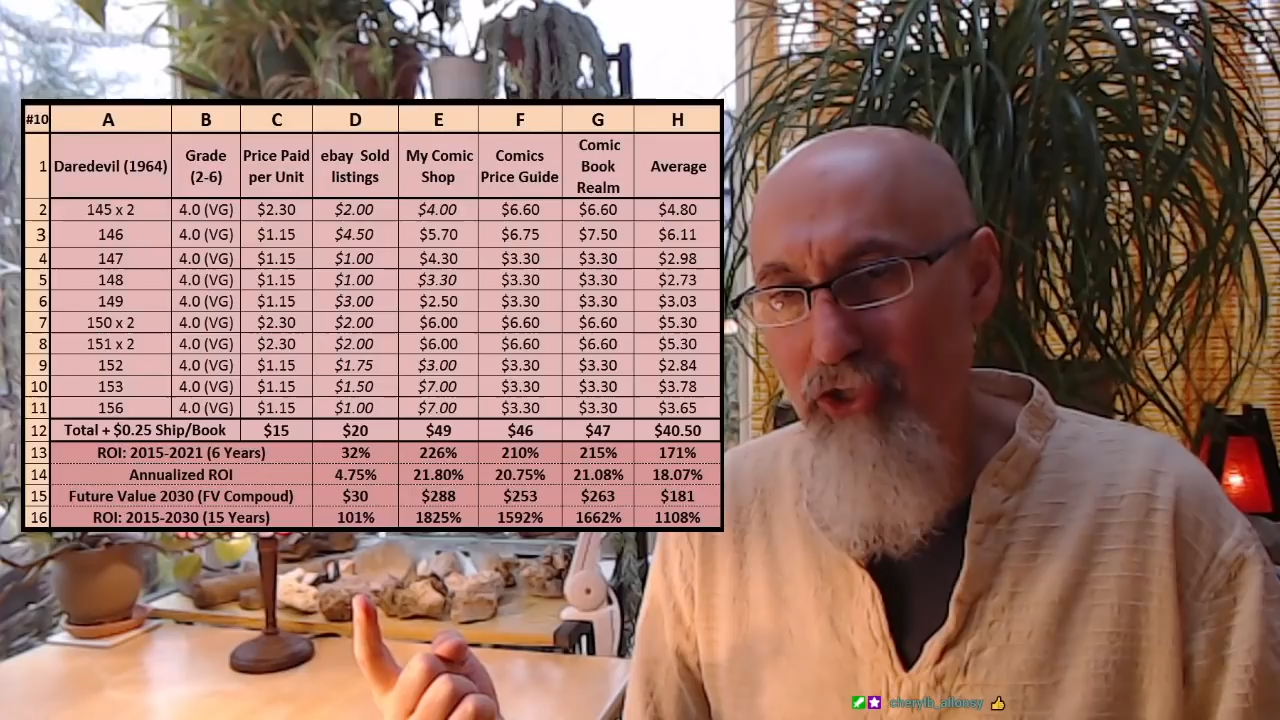 #10 A B C D E F G H
1 Daredevil (1964) Grade (2-6) Price Paid per Unit ebay Sold listings My Comic Shop Comics Price Guide Comic Book Realm Average
2 145 x 2 4.0 (VG) $2.30 $2.00 $4.00 $6.60 $6.60 $4.80
3 146 4.0 (VG) $1.15 $4.50 $5.70 $6.75 $7.50 $6.11
4 147 4.0 (VG) $1.15 $1.00 $4.30 $3.30 $3.30 $2.98
5 148 4.0 (VG) $1.15 $1.00 $3.30 $3.30 $3.30 $2.73
6 149 4.0 (VG) $1.15 $3.00 $2.50 $3.30 $3.30 $3.03
7 150 x 2 4.0 (VG) $2.30 $2.00 $6.00 $6.60 $6.60 $5.30
8 151 x 2 4.0 (VG) $2.30 $2.00 $6.00 $6.60 $6.60 $5.30
9 152 4.0 (VG) $1.15 $1.75 $3.00 $3.30 $3.30 $2.84
10 153 4.0 (VG) $1.15 $1.50 $7.00 $3.30 $3.30 $3.78
11 156 4.0 (VG) $1.15 $1.00 $7.00 $3.30 $3.30 $3.65
12 Total + $0.25 Ship/Book $15 $20 $49 $46 $47 $40.50
13 ROI: 2015-2021 (6 Years) 32% 226% 210% 215% 171%
14 Annualized ROI 4.75% 21.80% 20.75% 21.08% 18.07%
15 Future Value 2030 (FV Compoud) $30 $288 $253 $263 $181
16 ROI: 2015-2030 (15 Years) 101% 1825% 1592% 1662% 1108%